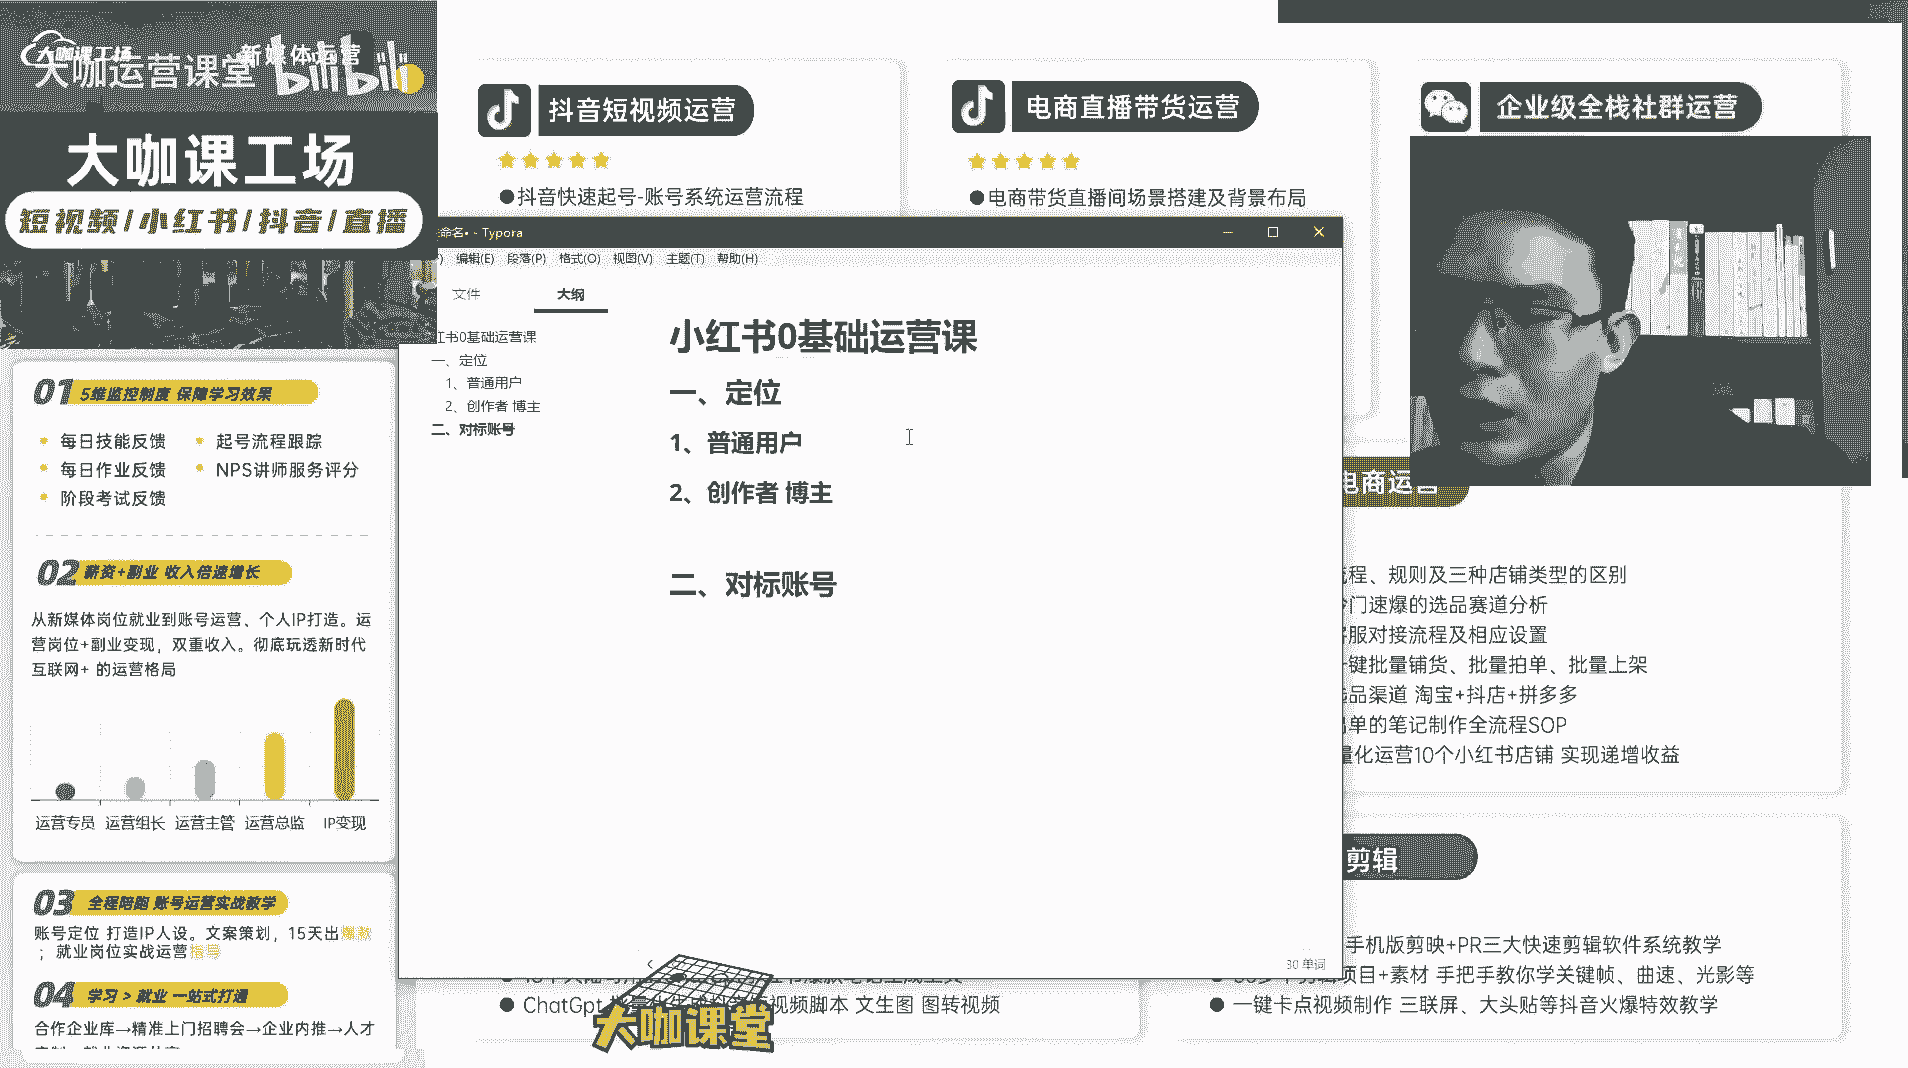 大咖课工场
新媒体运营
大咖运营课堂
bilibili
大咖课工场
短视频/小红书/抖音/直播
01 5维监控制度 保障学习效果
每日技能反馈
起号流程跟踪
每日作业反馈
NPS讲师服务评分
阶段考试反馈
02 薪资+副业 收入倍速增长
从新媒体岗位就业到账号运营、个人IP打造。运
营岗位+副业变现，双重收入。彻底玩透新时代
互联网+ 的运营格局
运营专员 运营组长 运营主管 运营总监 IP变现
03 全程陪跑 账号运营实战教学
账号定位 打造IP人设。文案策划，15天出爆款
；就业岗位实战运营指导
04 学习 > 就业 一站式打通
合作企业库→精准上门招聘会→企业内推→人才
抖音短视频运营
●抖音快速起号-账号系统运营流程
电商直播带货运营
●电商带货直播间场景搭建及背景布局
企业级全栈社群运营
命名• - Typora
编辑(E) 段落(P) 格式(O) 视图(V) 主题(T) 帮助(H)
文件
大纲
红书0基础运营课
一、定位
1、普通用户
2、创作者 博主
二、对标账号
小红书0基础运营课
一、定位
1、普通用户
2、创作者 博主
二、对标账号
30 单词
电商运营
流程、规则及三种店铺类型的区别
冷门速爆的选品赛道分析
客服对接流程及相应设置
一键批量铺货、批量拍单、批量上架
选品渠道 淘宝+抖店+拼多多
出单的笔记制作全流程SOP
量化运营10个小红书店铺 实现递增收益
剪辑
手机版剪映+PR三大快速剪辑软件系统教学
项目+素材 手把手教你学关键帧、曲速、光影等
● 一键卡点视频制作 三联屏、大头贴等抖音火爆特效教学
● ChatGpt 短视频脚本 文生图 图转视频
大咖课堂